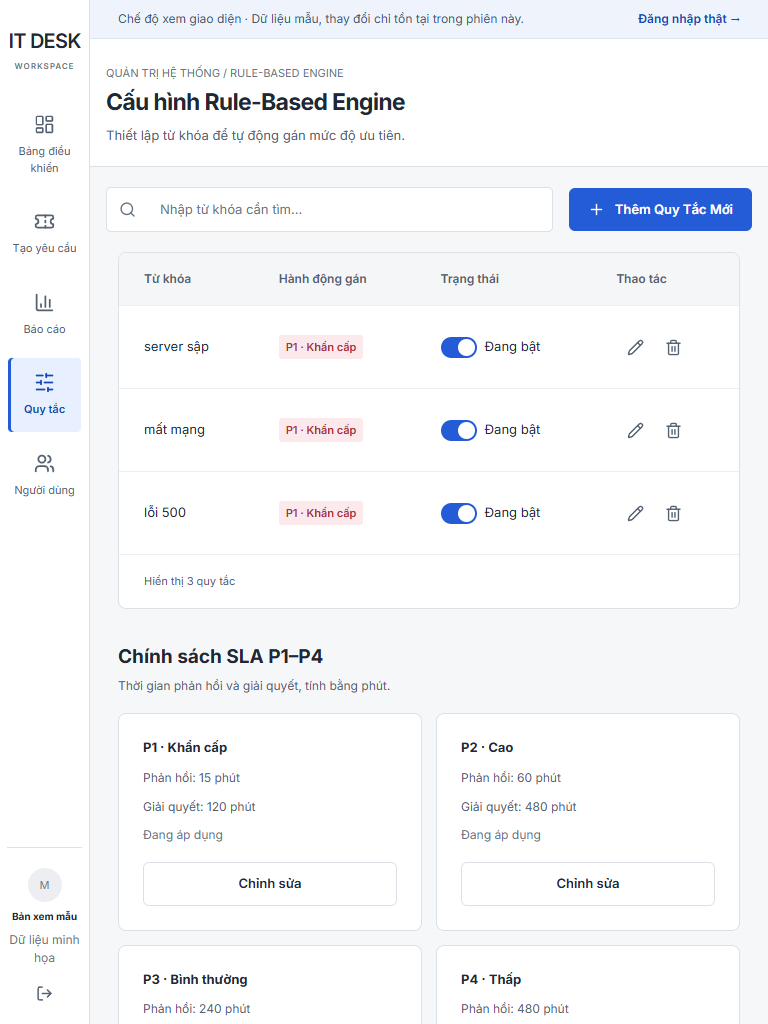 Chế độ xem giao diện · Dữ liệu mẫu, thay đổi chỉ tồn tại trong phiên này.
Đăng nhập thật →
IT DESK
WORKSPACE
Bảng điều
khiển
Tạo yêu cầu
Báo cáo
Quy tắc
Người dùng
M
Bản xem mẫu
Dữ liệu minh
họa
QUẢN TRỊ HỆ THỐNG / RULE-BASED ENGINE
Cấu hình Rule-Based Engine
Thiết lập từ khóa để tự động gán mức độ ưu tiên.
Nhập từ khóa cần tìm...
Thêm Quy Tắc Mới
Từ khóa Hành động gán Trạng thái Thao tác
server sập P1 · Khẩn cấp Đang bật
mất mạng P1 · Khẩn cấp Đang bật
lỗi 500 P1 · Khẩn cấp Đang bật
Hiển thị 3 quy tắc
Chính sách SLA P1–P4
Thời gian phản hồi và giải quyết, tính bằng phút.
P1 · Khẩn cấp
Phản hồi: 15 phút
Giải quyết: 120 phút
Đang áp dụng
Chỉnh sửa
P2 · Cao
Phản hồi: 60 phút
Giải quyết: 480 phút
Đang áp dụng
Chỉnh sửa
P3 · Bình thường
Phản hồi: 240 phút
P4 · Thấp
Phản hồi: 480 phút